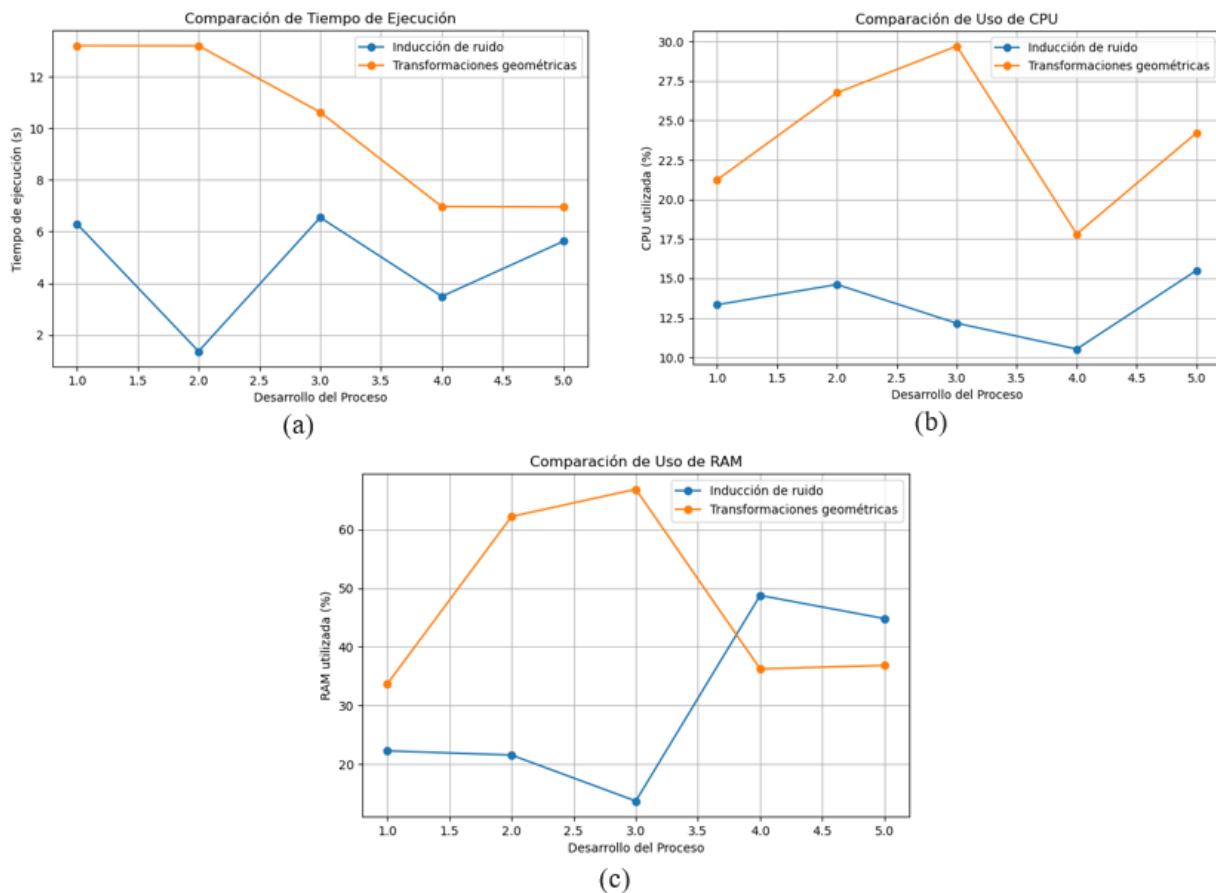 Comparación de Tiempo de Ejecución
Inducción de ruido
Transformaciones geométricas
Tiempo de ejecución (s)
12
10
8
6
4
2
1.0 1.5 2.0 2.5 3.0 3.5 4.0 4.5 5.0
Desarrollo del Proceso
(a)
Comparación de Uso de CPU
Inducción de ruido
Transformaciones geométricas
CPU utilizada (%)
30.0
27.5
25.0
22.5
20.0
17.5
15.0
12.5
10.0
1.0 1.5 2.0 2.5 3.0 3.5 4.0 4.5 5.0
Desarrollo del Proceso
(b)
Comparación de Uso de RAM
Inducción de ruido
Transformaciones geométricas
RAM utilizada (%)
60
50
40
30
20
1.0 1.5 2.0 2.5 3.0 3.5 4.0 4.5 5.0
Desarrollo del Proceso
(c)